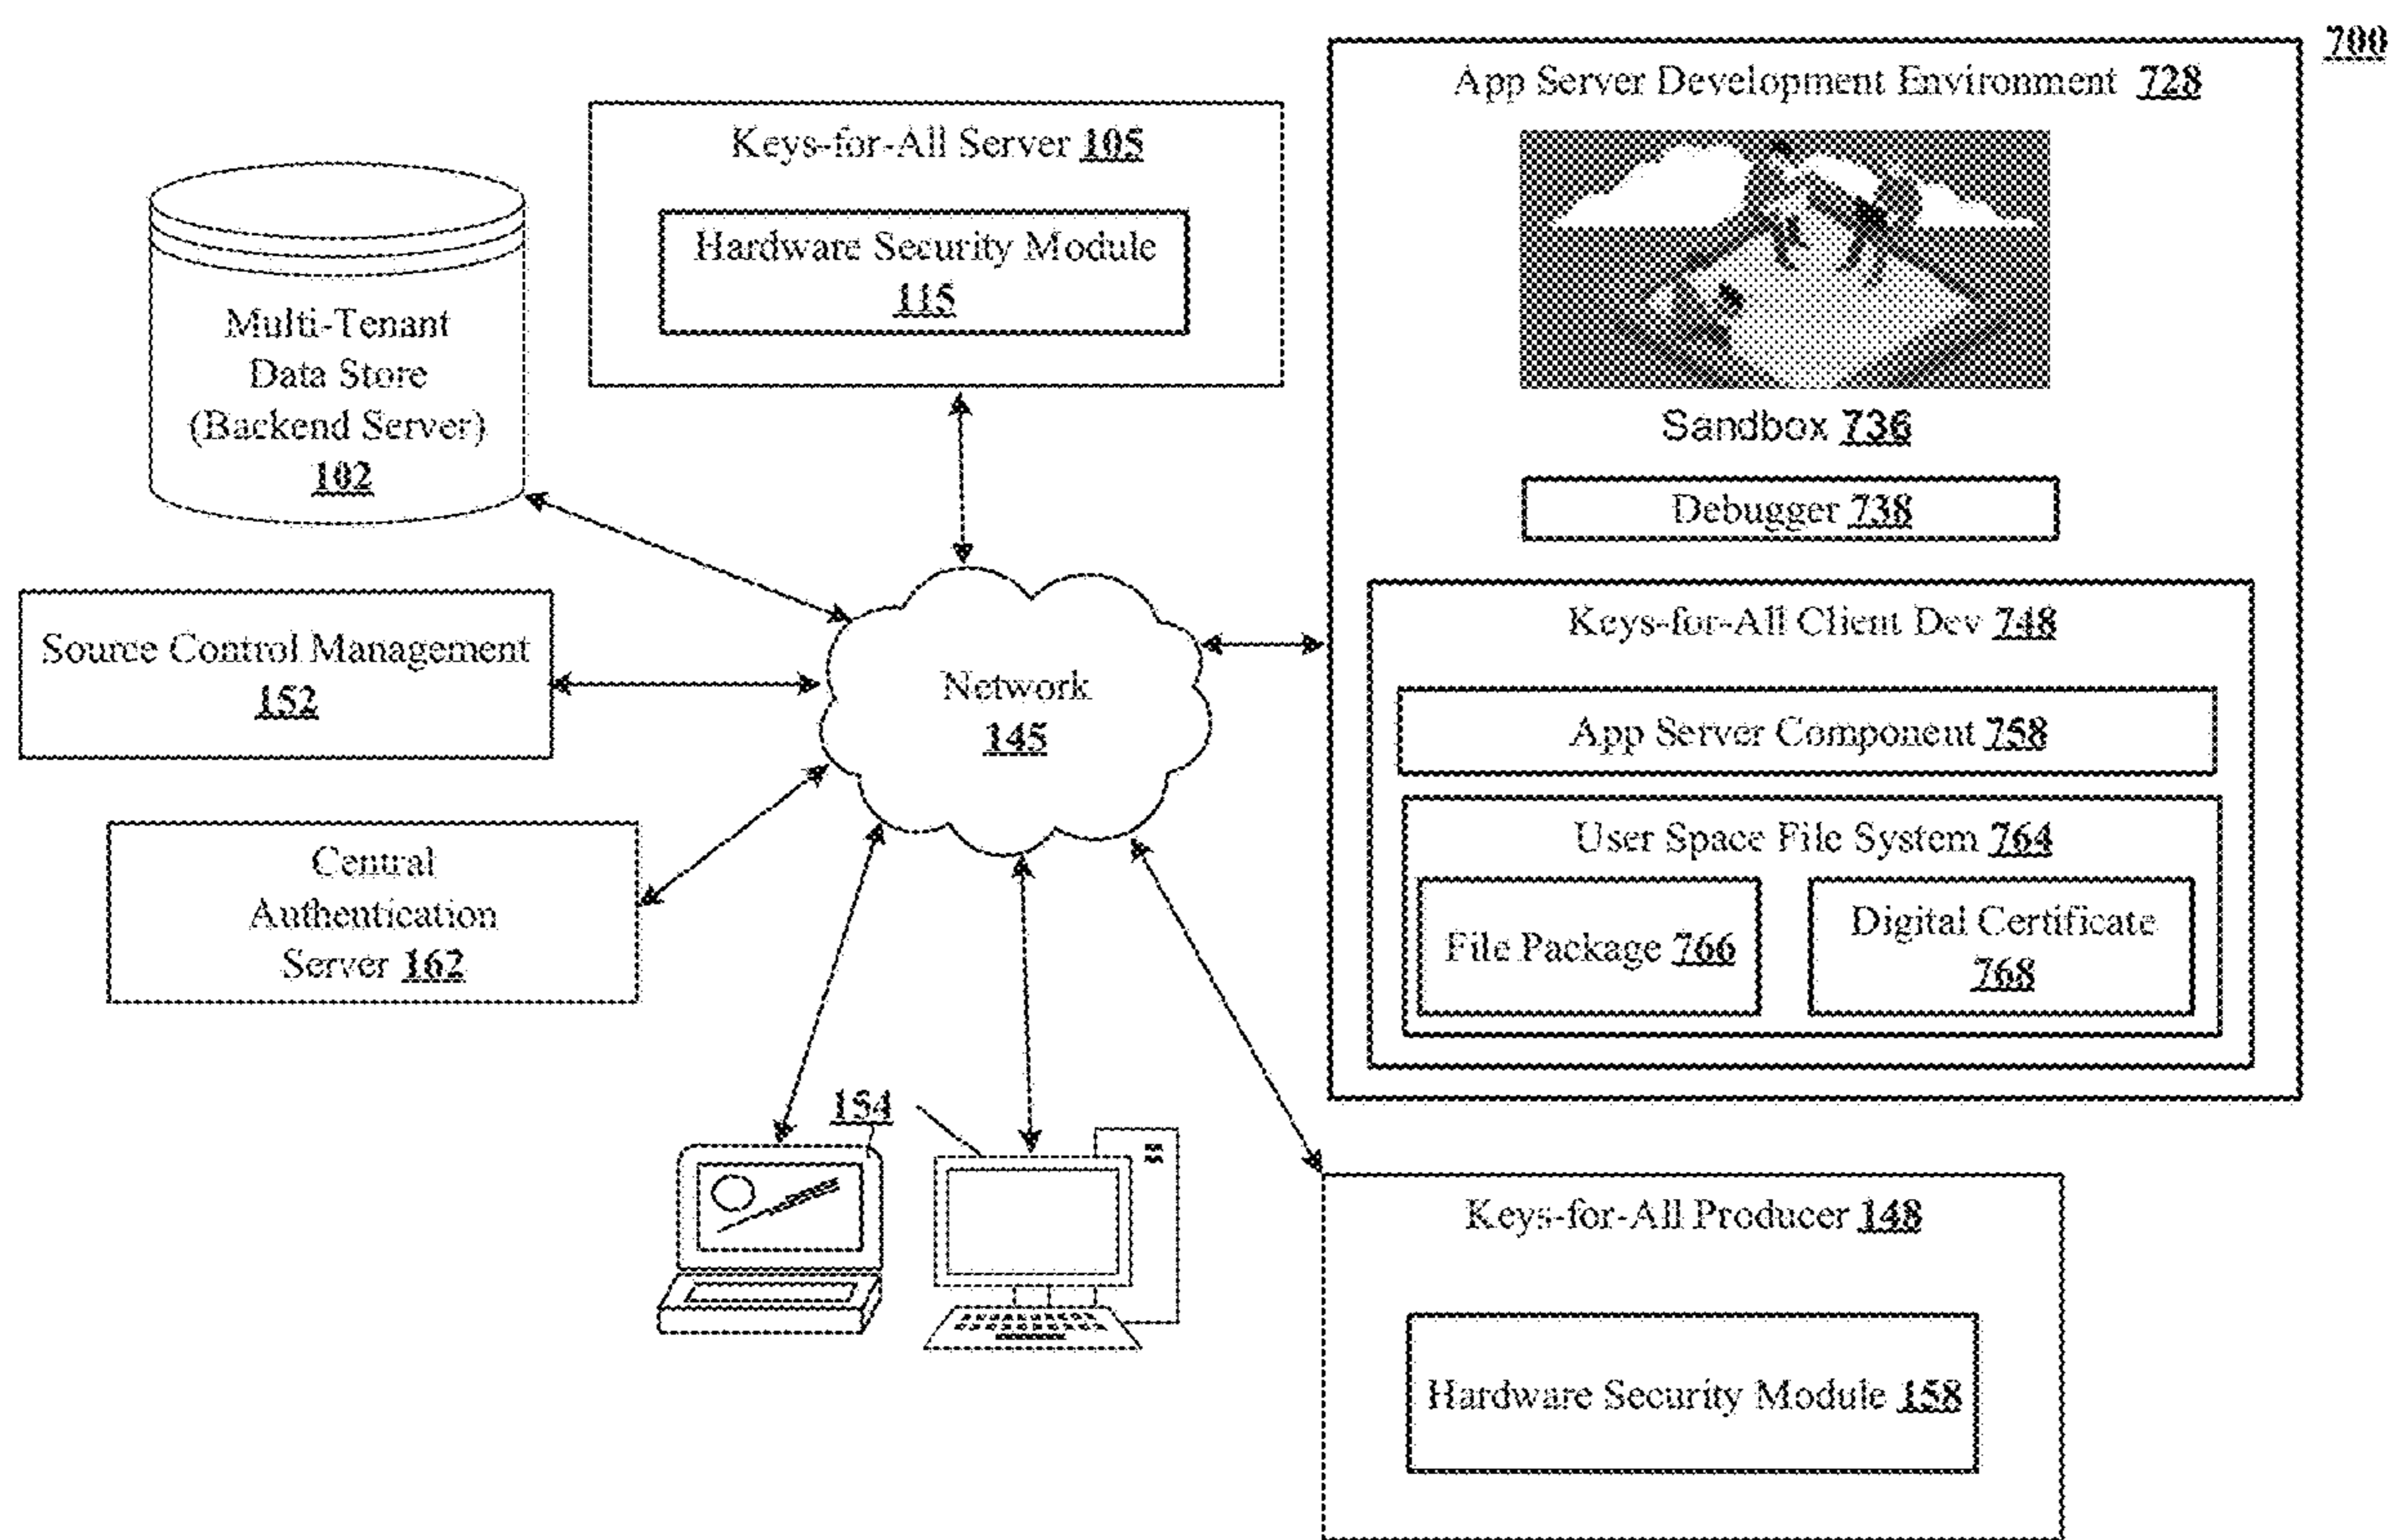 700
App Server Development Environment 728
Keys-for-All Server 105
Hardware Security Module
115
Multi-Tenant
Data Store
(Backend Server)
102
Sandbox 736
Debugger 738
Source Control Management
152
Network
145
Keys-for-All Client Dev 748
App Server Component 758
User Space File System 764
File Package 766
Digital Certificate
768
Central
Authentication
Server 162
154
Keys-for-All Producer 148
Hardware Security Module 158